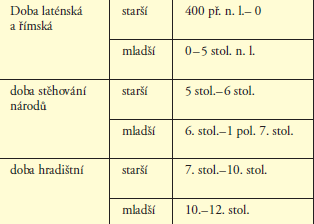 Doba laténská starší 400 př. n. l.– 0
a římská
mladší 0–5 stol. n. l.
doba stěhování starší 5 stol.–6 stol.
národů
mladší 6. stol.–1 pol. 7. stol.
doba hradištní starší 7. stol.–10. stol.
mladší 10.–12. stol.